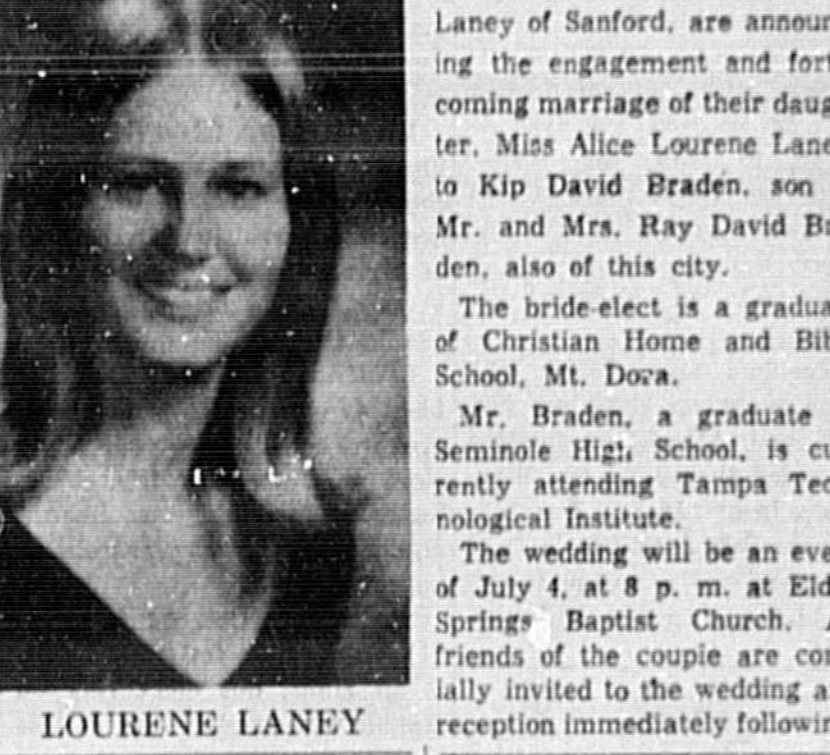 Laney of Sanford, are announ
ing the engagement and fort
coming marriage of their daug
ter, Miss Alice Lourene Lane
to Kip David Braden, son
Mr. and Mrs. Ray David Br
den, also of this city.
The bride-elect is a gradua
of Christian Home and Bib
School, Mt. Dora.
Mr. Braden, a graduate
Seminole High School, is cu
rently attending Tampa Tec
nological Institute.
The wedding will be an eve
of July 4, at 8 p. m. at Eld
Springs Baptist Church. A
friends of the couple are cor
ially invited to the wedding a
reception immediately followin
LOURENE LANEY